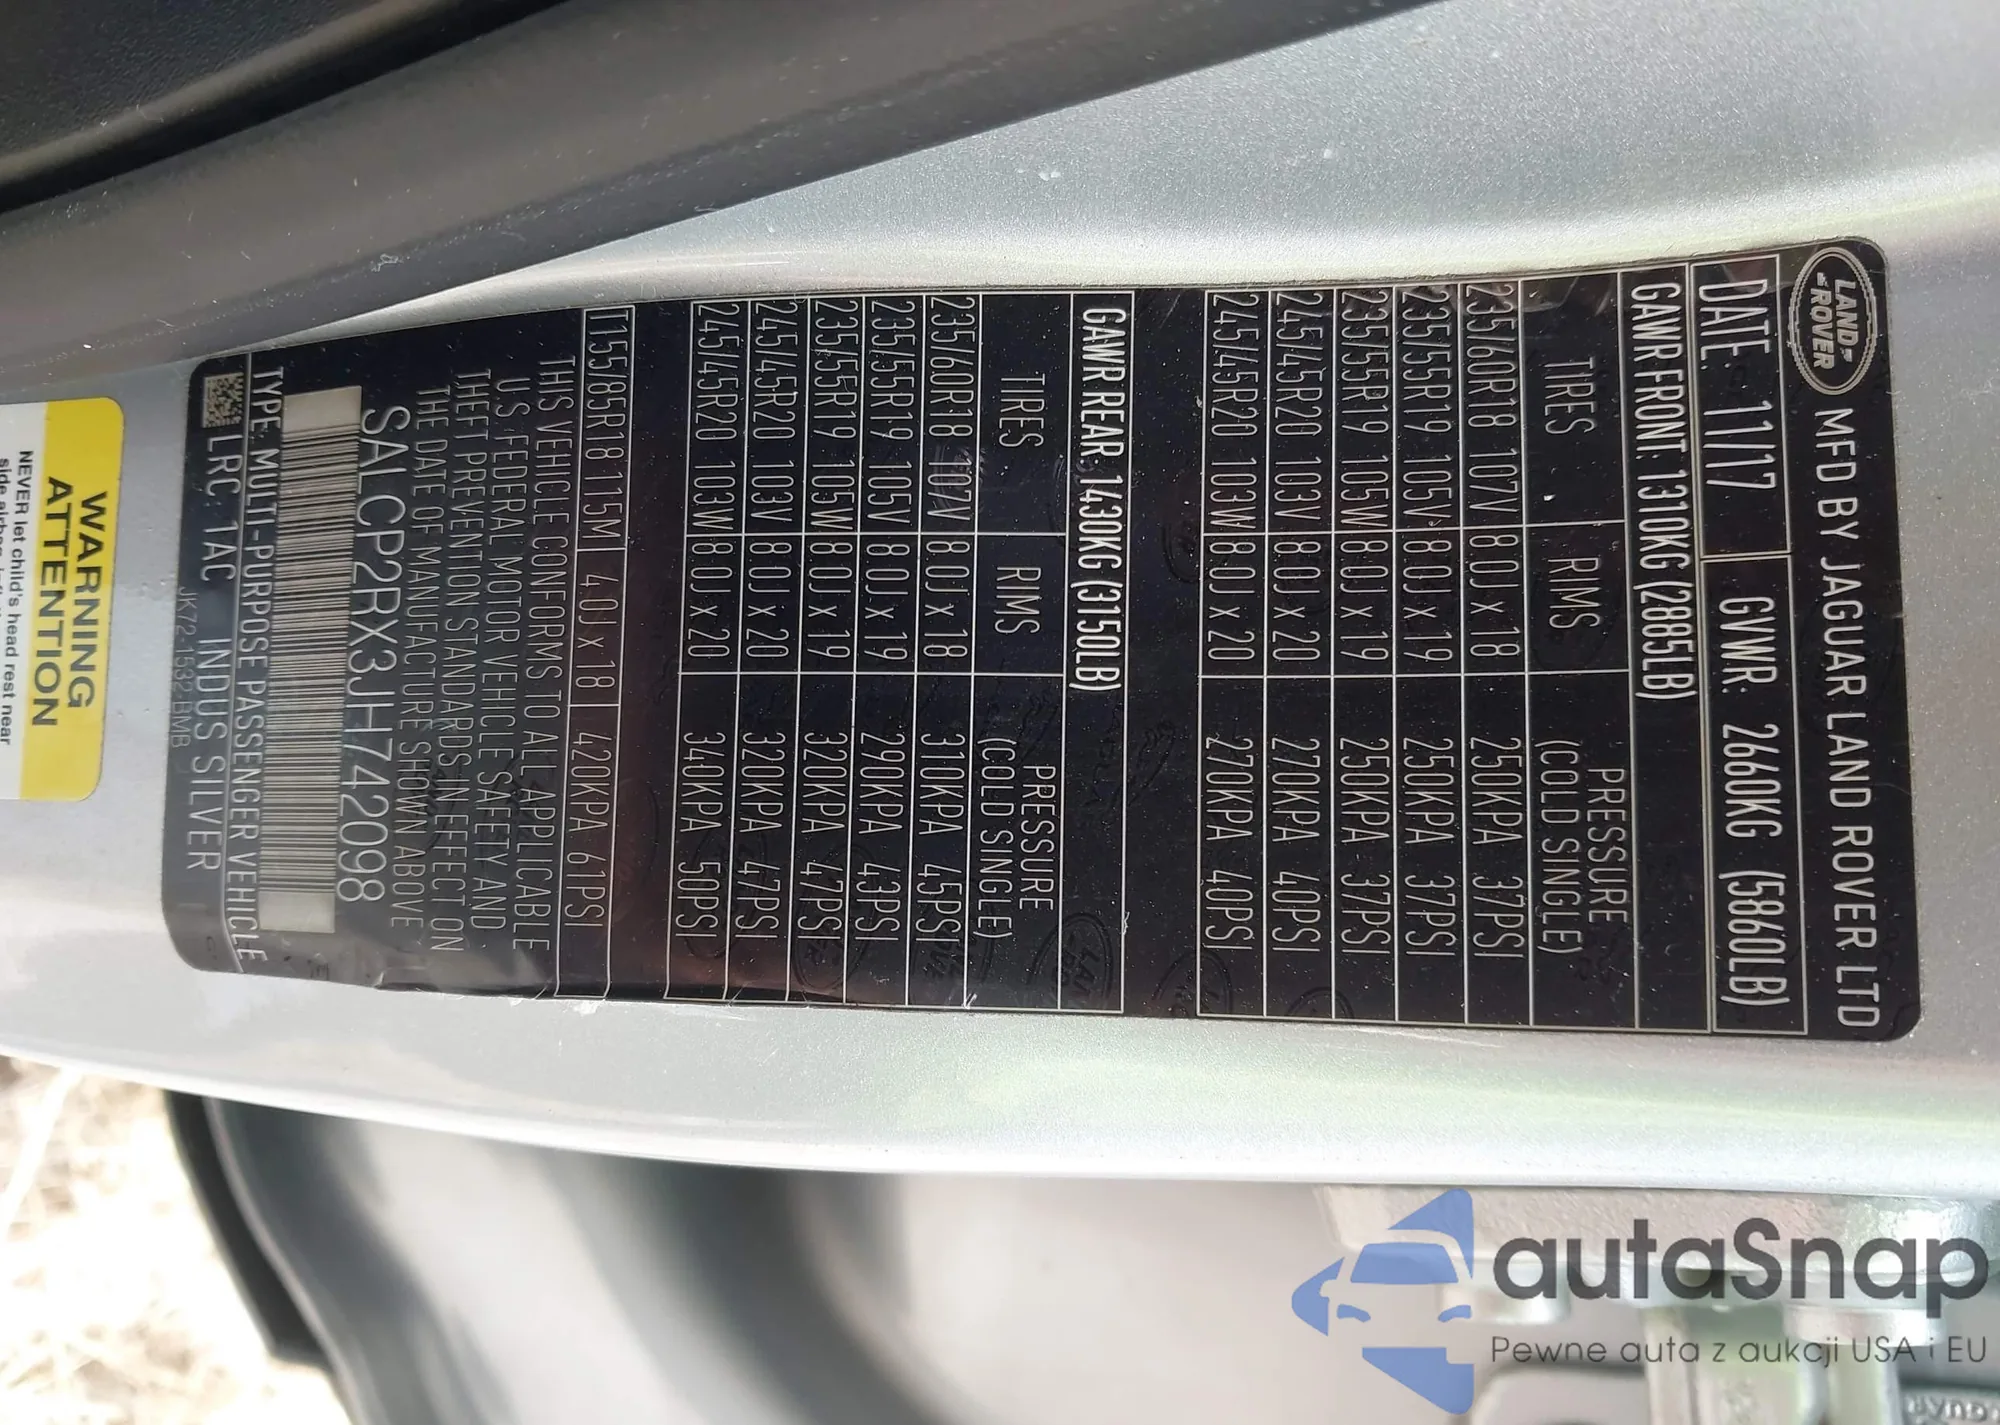 LAND
ROVER
MFD BY JAGUAR LAND ROVER LTD
DATE: 11/17 GVWR: 2660KG (5860LB)
GAWR FRONT: 1310KG (2885LB)
TIRES RIMS PRESSURE (COLD SINGLE)
235/60R18 107V 8.0J x 18 250KPA 37PSI
235/55R19 105V 8.0J x 19 250KPA 37PSI
235/55R19 105W 8.0J x 19 250KPA 37PSI
245/45R20 103V 8.0J x 20 270KPA 40PSI
245/45R20 103W 8.0J x 20 270KPA 40PSI
GAWR REAR: 1430KG (3150LB)
TIRES RIMS PRESSURE (COLD SINGLE)
235/60R18 107V 8.0J x 18 310KPA 45PSI
235/55R19 105V 8.0J x 19 290KPA 43PSI
235/55R19 105W 8.0J x 19 320KPA 47PSI
245/45R20 103V 8.0J x 20 320KPA 47PSI
245/45R20 103W 8.0J x 20 340KPA 50PSI
T155/85R18 115M 4.0J x 18 420KPA 61PSI
THIS VEHICLE CONFORMS TO ALL APPLICABLE
U.S. FEDERAL MOTOR VEHICLE SAFETY AND
THEFT PREVENTION STANDARDS IN EFFECT ON
THE DATE OF MANUFACTURE SHOWN ABOVE
SALCP2RX3JH742098
TYPE: MULTI-PURPOSE PASSENGER VEHICLE
LRC: 1AC INDUS SILVER
JK72-1532-BMB
WARNING
ATTENTION
NEVER let child's head rest near
autaSnap
Pewne auta z aukcji USA i EU